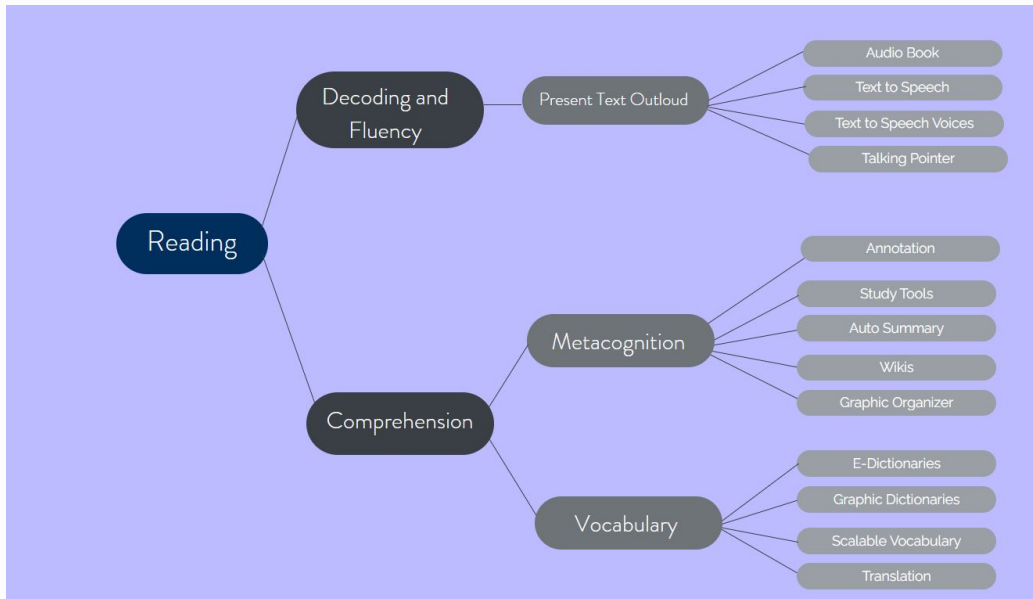 Reading
Decoding and
Fluency
Present Text Outloud
Audio Book
Text to Speech
Text to Speech Voices
Talking Pointer
Comprehension
Metacognition
Annotation
Study Tools
Auto Summary
Wikis
Graphic Organizer
Vocabulary
E-Dictionaries
Graphic Dictionaries
Scalable Vocabulary
Translation